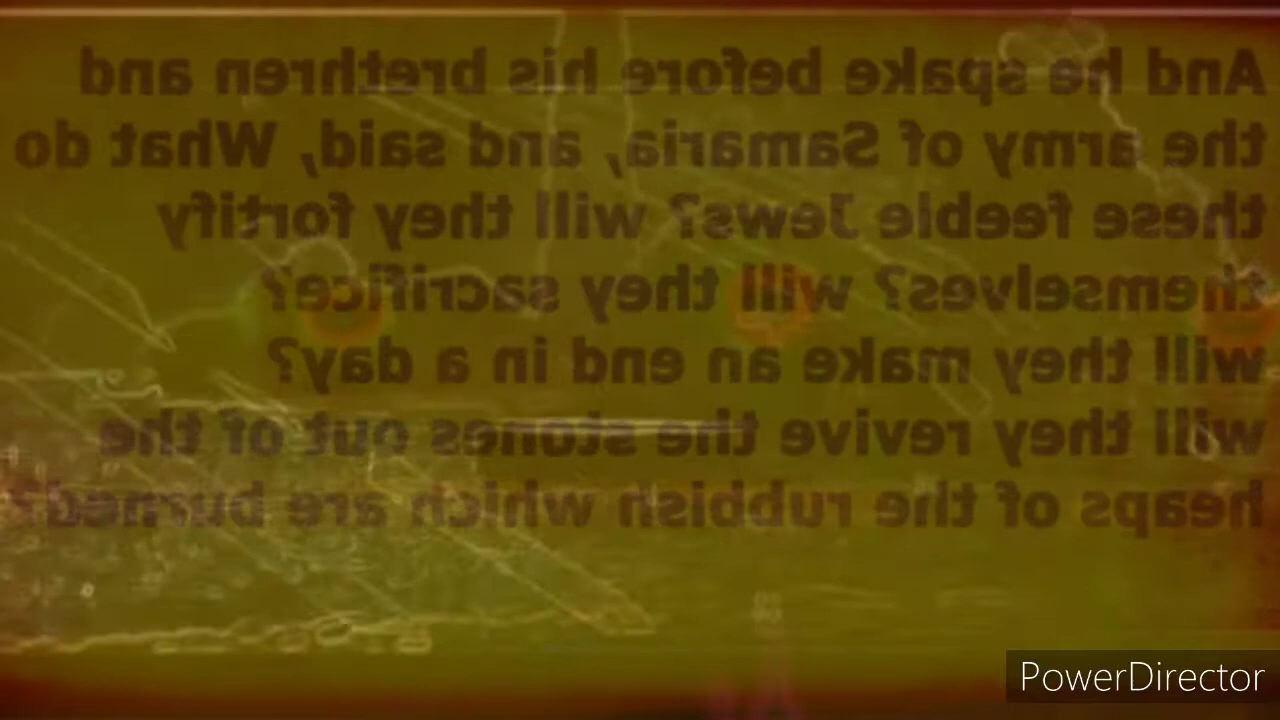 And he spake before his brethren and
the army of Samaria, and said, What do
these feeble Jews? will they fortify
themselves? will they sacrifice?
will they make an end in a day?
will they revive the stones out of the
heaps of the rubbish which are burned?
PowerDirector